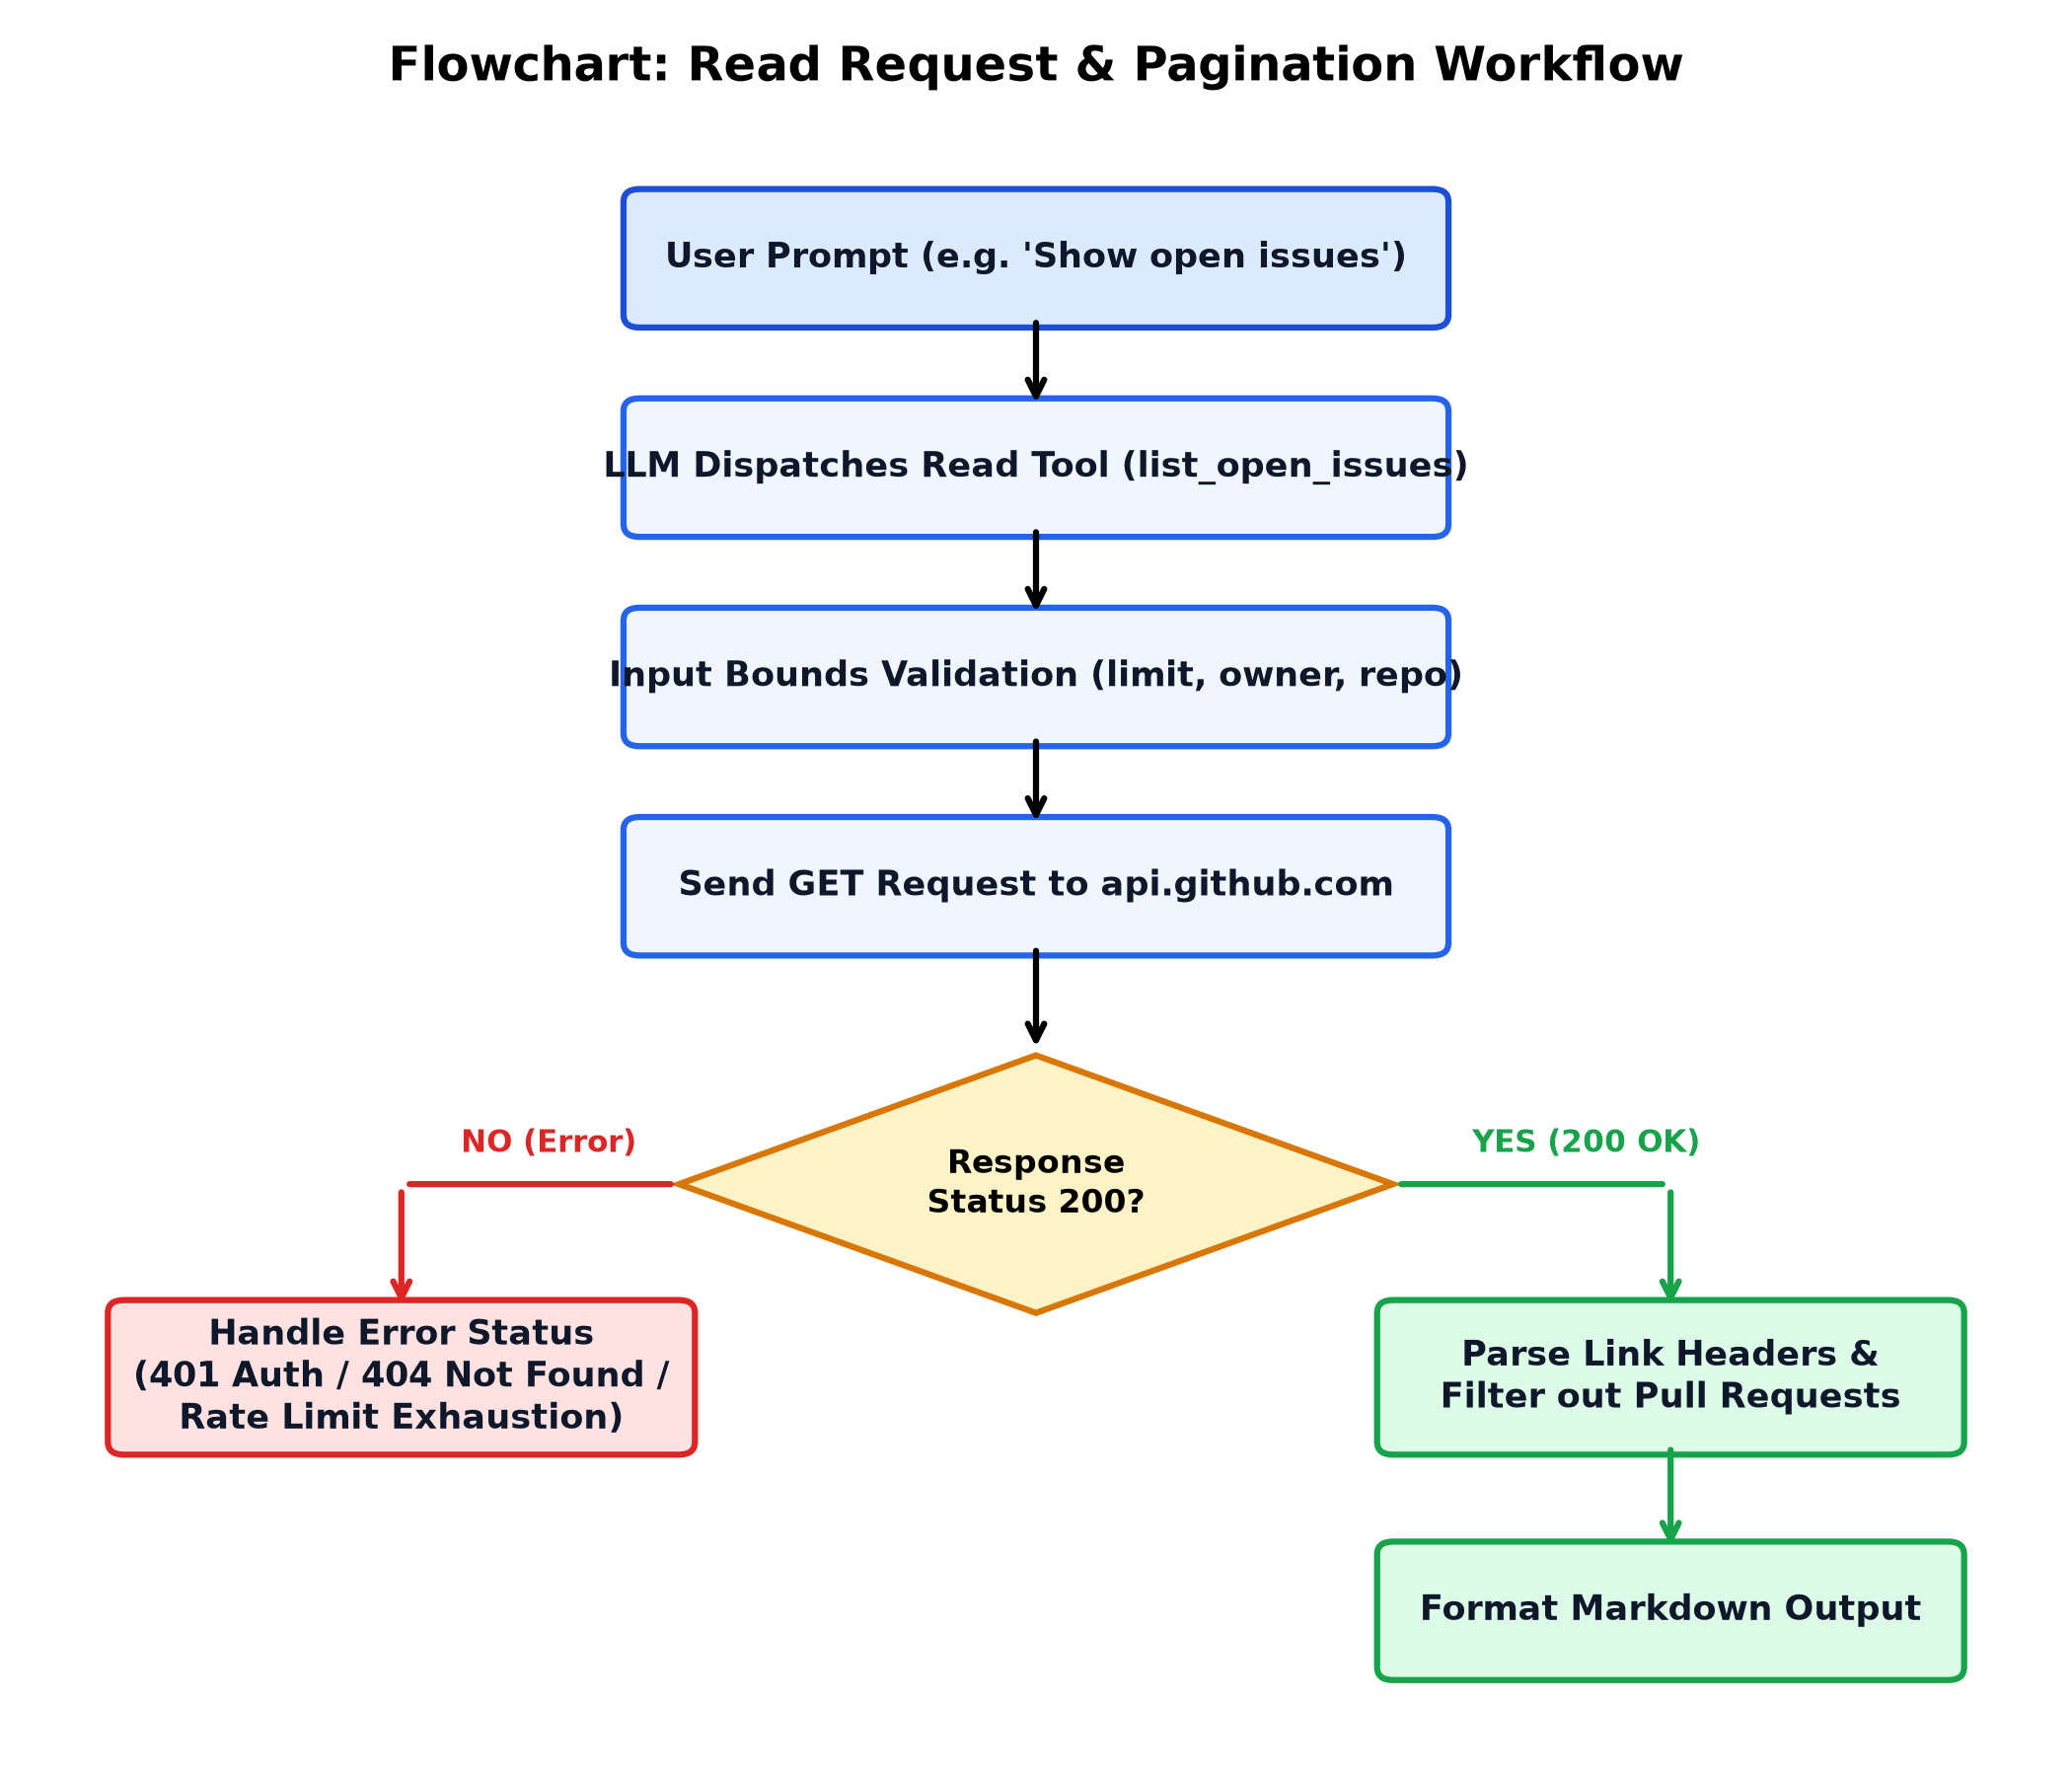 Flowchart: Read Request & Pagination Workflow
User Prompt (e.g. 'Show open issues')
LLM Dispatches Read Tool (list_open_issues)
Input Bounds Validation (limit, owner, repo)
Send GET Request to api.github.com
Response
Status 200?
NO (Error)
YES (200 OK)
Handle Error Status
(401 Auth / 404 Not Found /
Rate Limit Exhaustion)
Parse Link Headers &
Filter out Pull Requests
Format Markdown Output